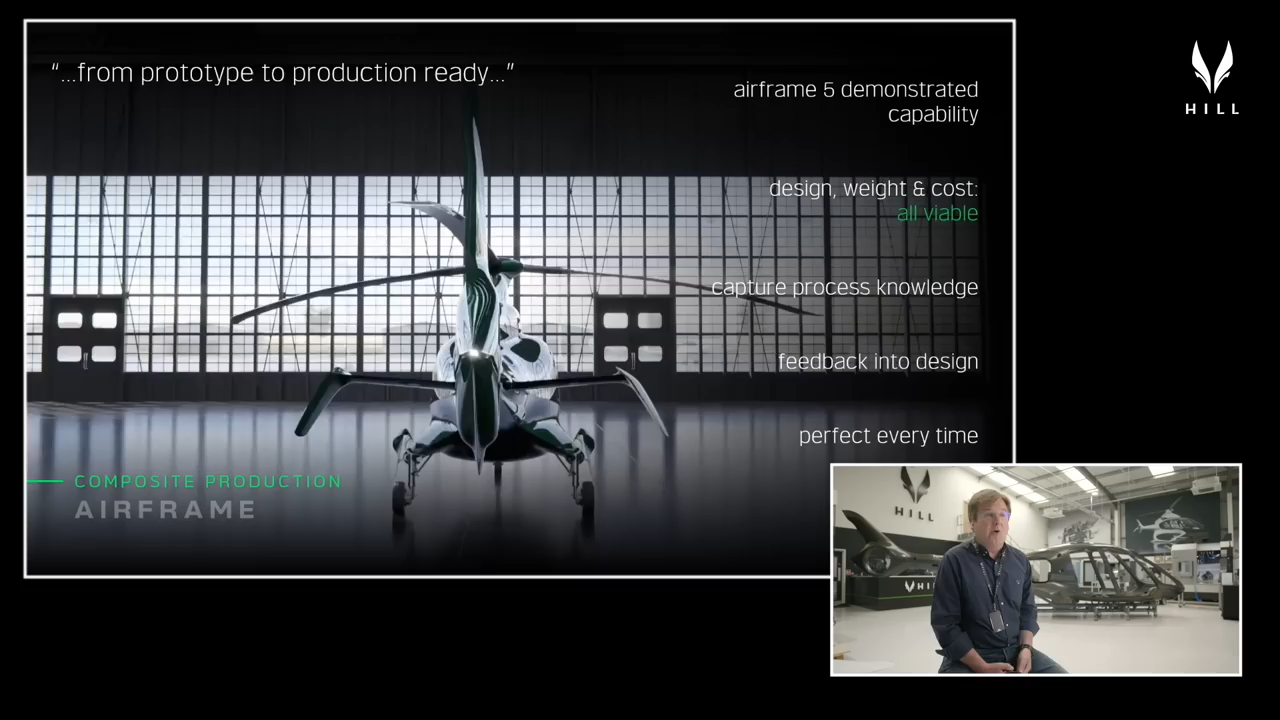 "...from prototype to production ready..."
airframe 5 demonstrated
capability
design, weight & cost:
all viable
capture process knowledge
feedback into design
perfect every time
COMPOSITE PRODUCTION
AIRFRAME
HILL
HILL